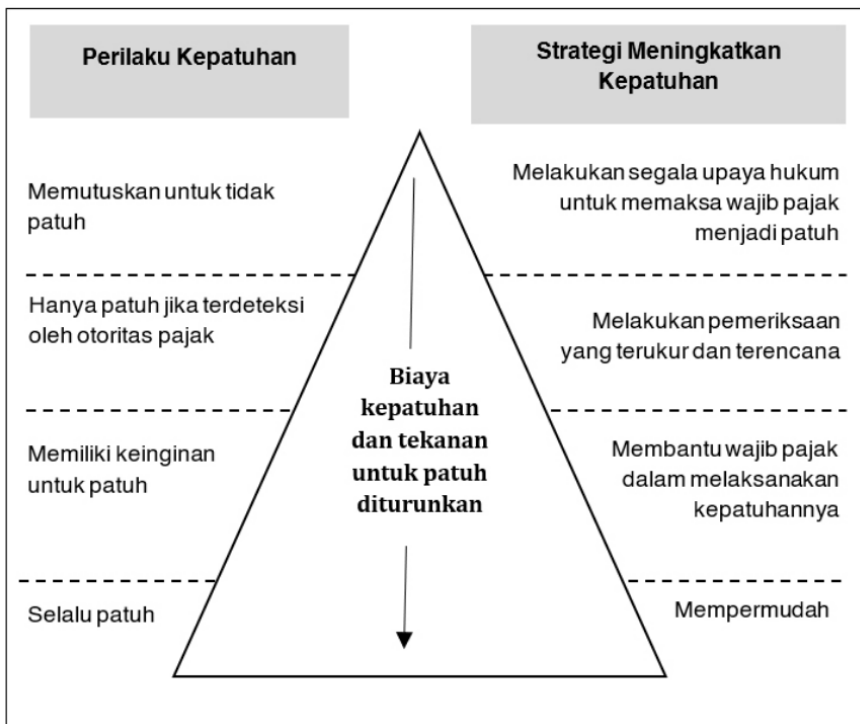 Perilaku Kepatuhan
Strategi Meningkatkan
Kepatuhan
Memutuskan untuk tidak
patuh
Melakukan segala upaya hukum
untuk memaksa wajib pajak
menjadi patuh
Hanya patuh jika terdeteksi
oleh otoritas pajak
Melakukan pemeriksaan
yang terukur dan terencana
Biaya
kepatuhan
dan tekanan
untuk patuh
diturunkan
Memiliki keinginan
untuk patuh
Membantu wajib pajak
dalam melaksanakan
kepatuhannya
Selalu patuh
Mempermudah